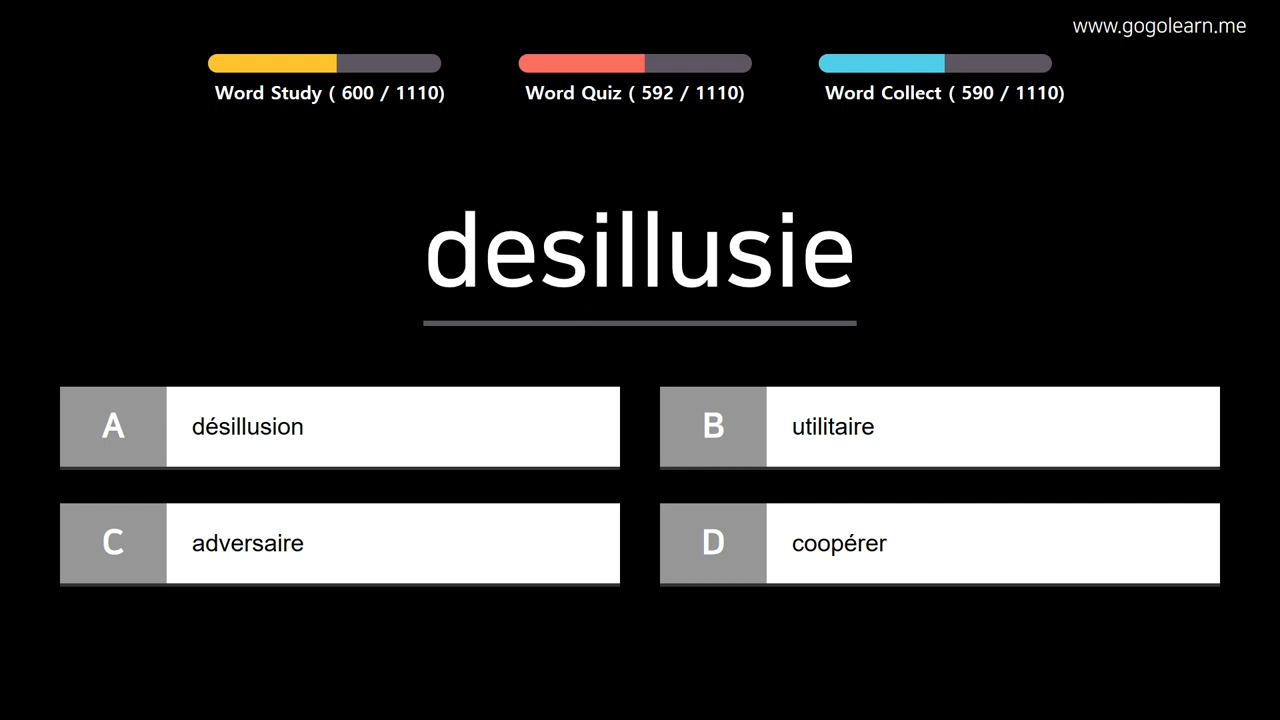 www.gogolearn.me
Word Study ( 600 / 1110)
Word Quiz ( 592 / 1110)
Word Collect ( 590 / 1110)
desillusie
A
désillusion
B
utilitaire
C
adversaire
D
coopérer